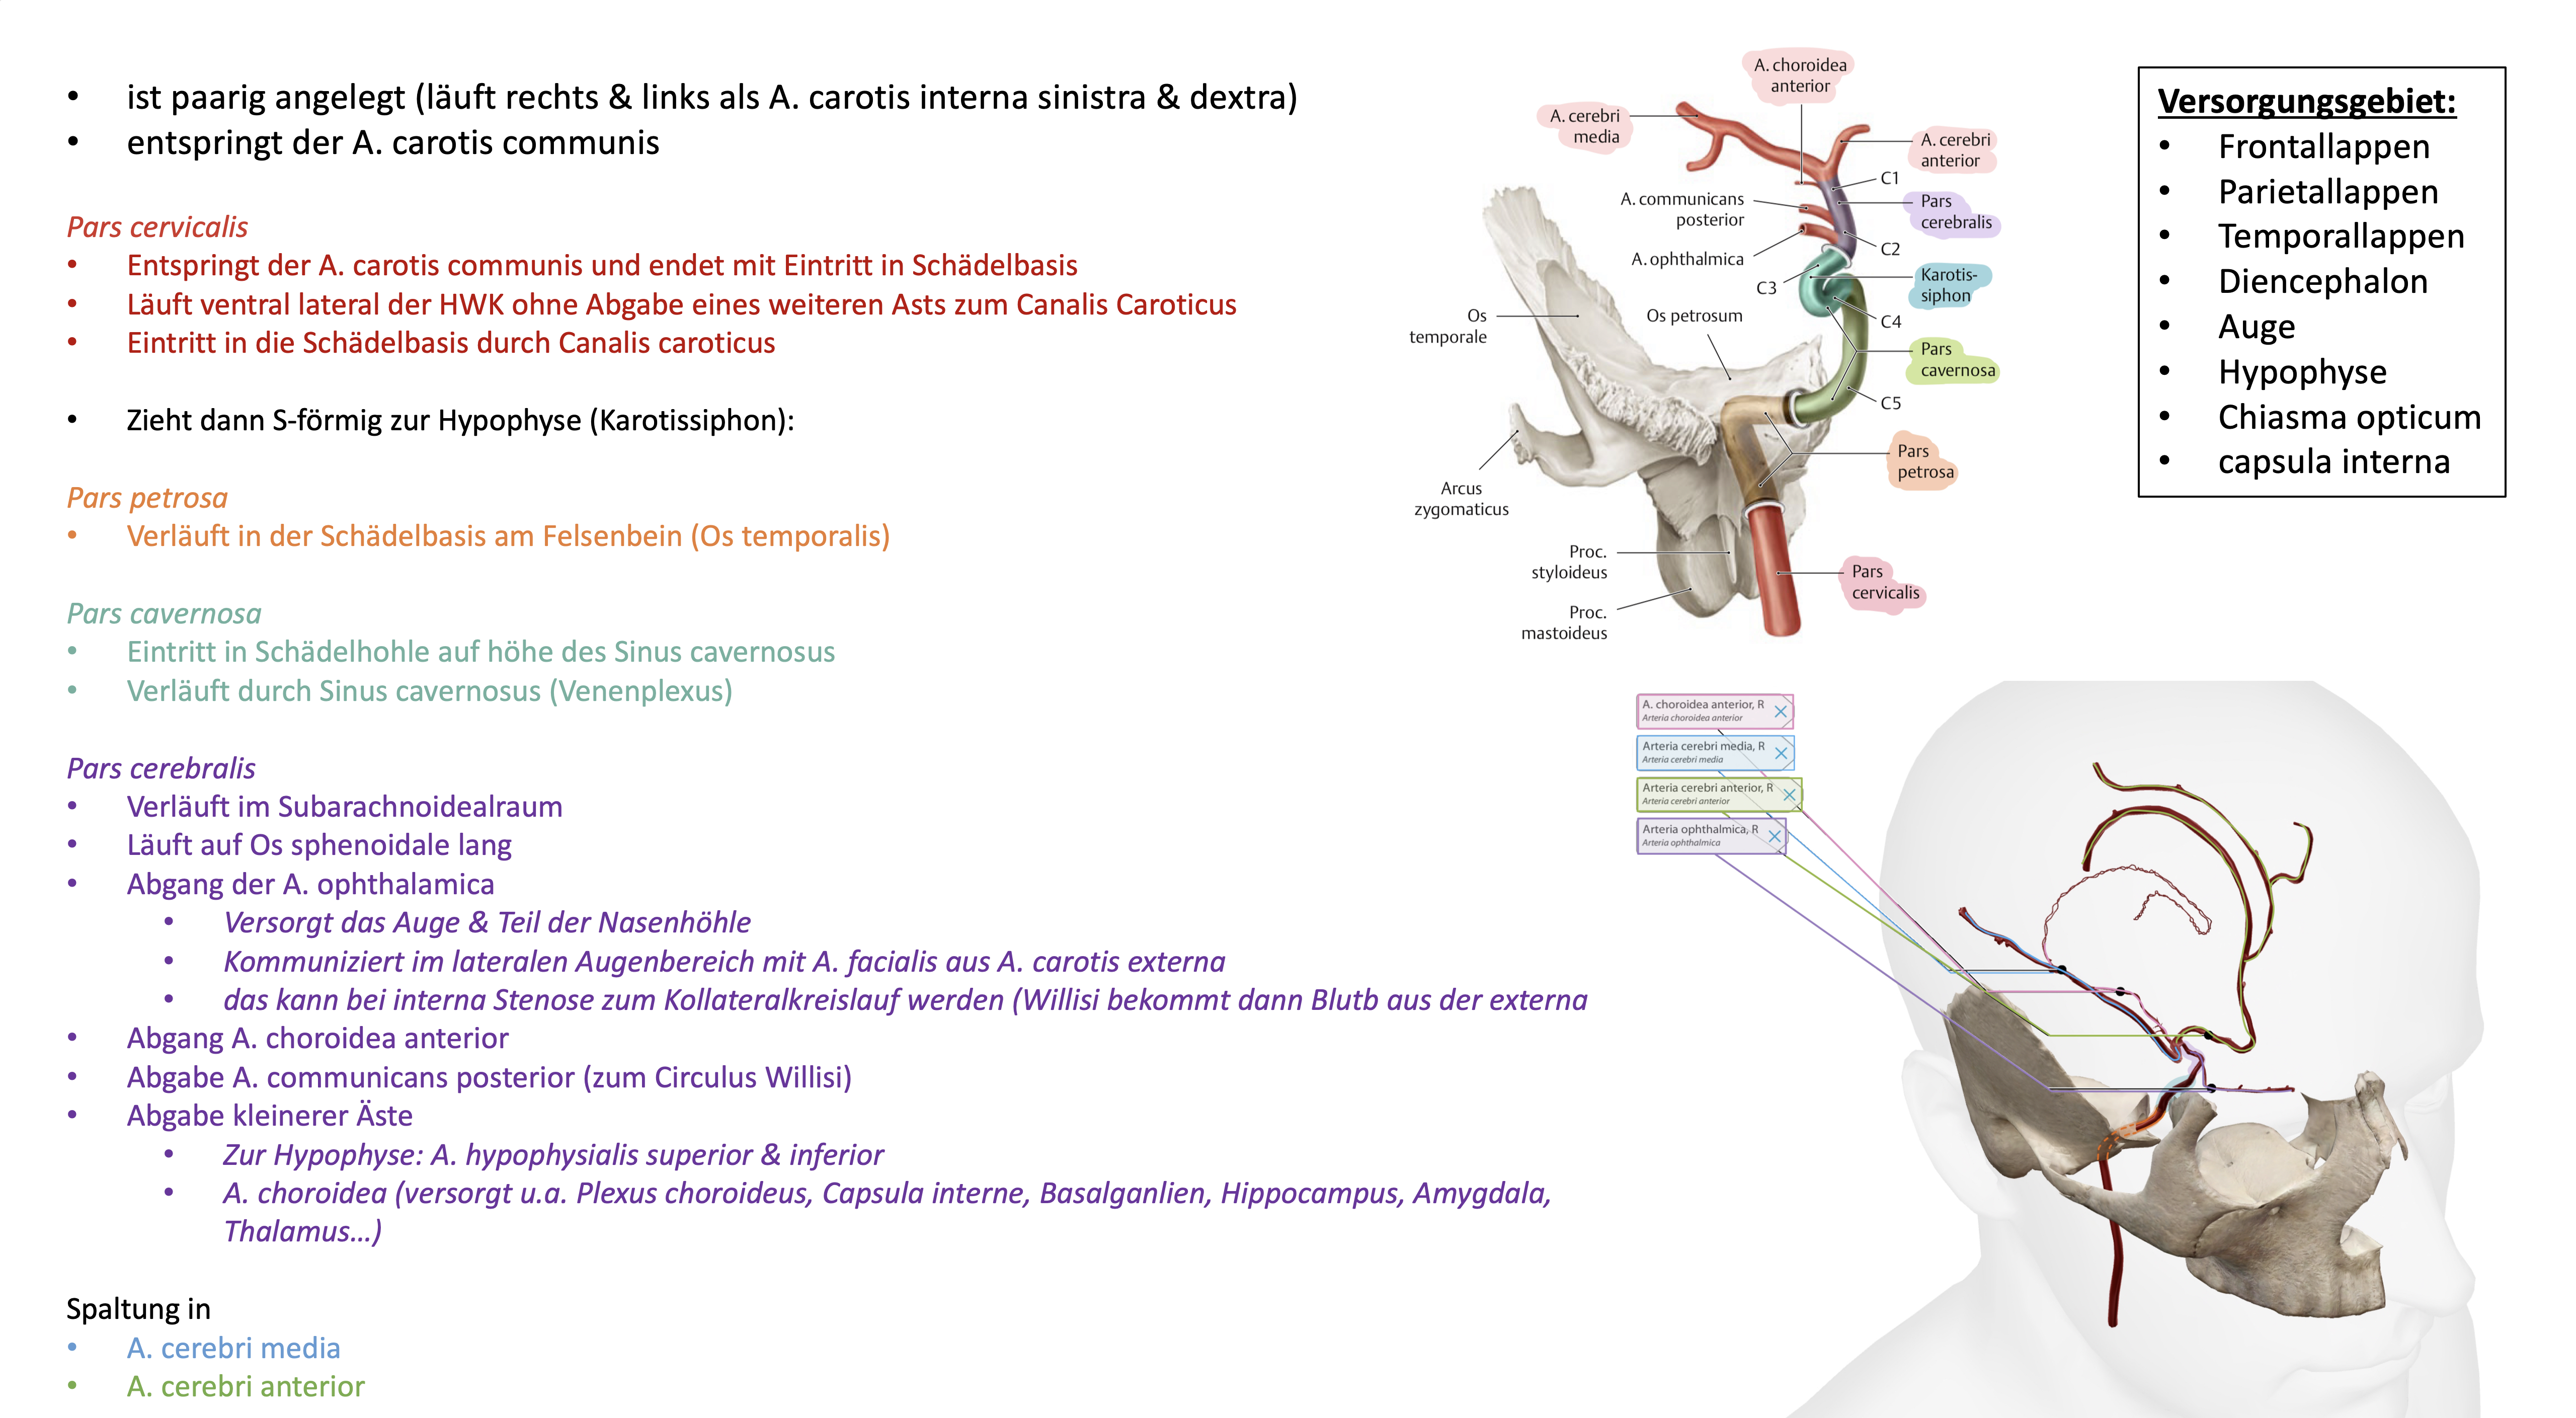 • ist paarig angelegt (läuft rechts & links als A. carotis interna sinistra & dextra)
• entspringt der A. carotis communis
Pars cervicalis
• Entspringt der A. carotis communis und endet mit Eintritt in Schädelbasis
• Läuft ventral lateral der HWK ohne Abgabe eines weiteren Asts zum Canalis Caroticus
• Eintritt in die Schädelbasis durch Canalis caroticus
• Zieht dann S-förmig zur Hypophyse (Karotissiphon):
Pars petrosa
• Verläuft in der Schädelbasis am Felsenbein (Os temporalis)
Pars cavernosa
• Eintritt in Schädelhohle auf höhe des Sinus cavernosus
• Verläuft durch Sinus cavernosus (Venenplexus)
Pars cerebralis
• Verläuft im Subarachnoidealraum
• Läuft auf Os sphenoidale lang
• Abgang der A. ophthalamica
• Versorgt das Auge & Teil der Nasenhöhle
• Kommuniziert im lateralen Augenbereich mit A. facialis aus A. carotis externa
• das kann bei interna Stenose zum Kollateralkreislauf werden (Willisi bekommt dann Blutb aus der externa
• Abgang A. choroidea anterior
• Abgabe A. communicans posterior (zum Circulus Willisi)
• Abgabe kleinerer Äste
• Zur Hypophyse: A. hypophysialis superior & inferior
• A. choroidea (versorgt u.a. Plexus choroideus, Capsula interne, Basalganlien, Hippocampus, Amygdala,
Thalamus...)
Spaltung in
• A. cerebri media
• A. cerebri anterior
A. choroidea
anterior
A. cerebri
media
A. cerebri
anterior
C1
A. communicans
posterior
Pars
cerebralis
C2
A. ophthalmica
Karotis-
siphon
C3
Os
temporale
Os petrosum
C4
Pars
cavernosa
C5
Pars
petrosa
Arcus
zygomaticus
Proc.
styloideus
Pars
cervicalis
Proc.
mastoideus
Versorgungsgebiet:
• Frontallappen
• Parietallappen
• Temporallappen
• Diencephalon
• Auge
• Hypophyse
• Chiasma opticum
• capsula interna
A. choroidea anterior, R
Arteria choroidea anterior
Arteria cerebri media, R
Arteria cerebri media
Arteria cerebri anterior, R
Arteria cerebri anterior
Arteria ophthalmica, R
Arteria ophthalmica